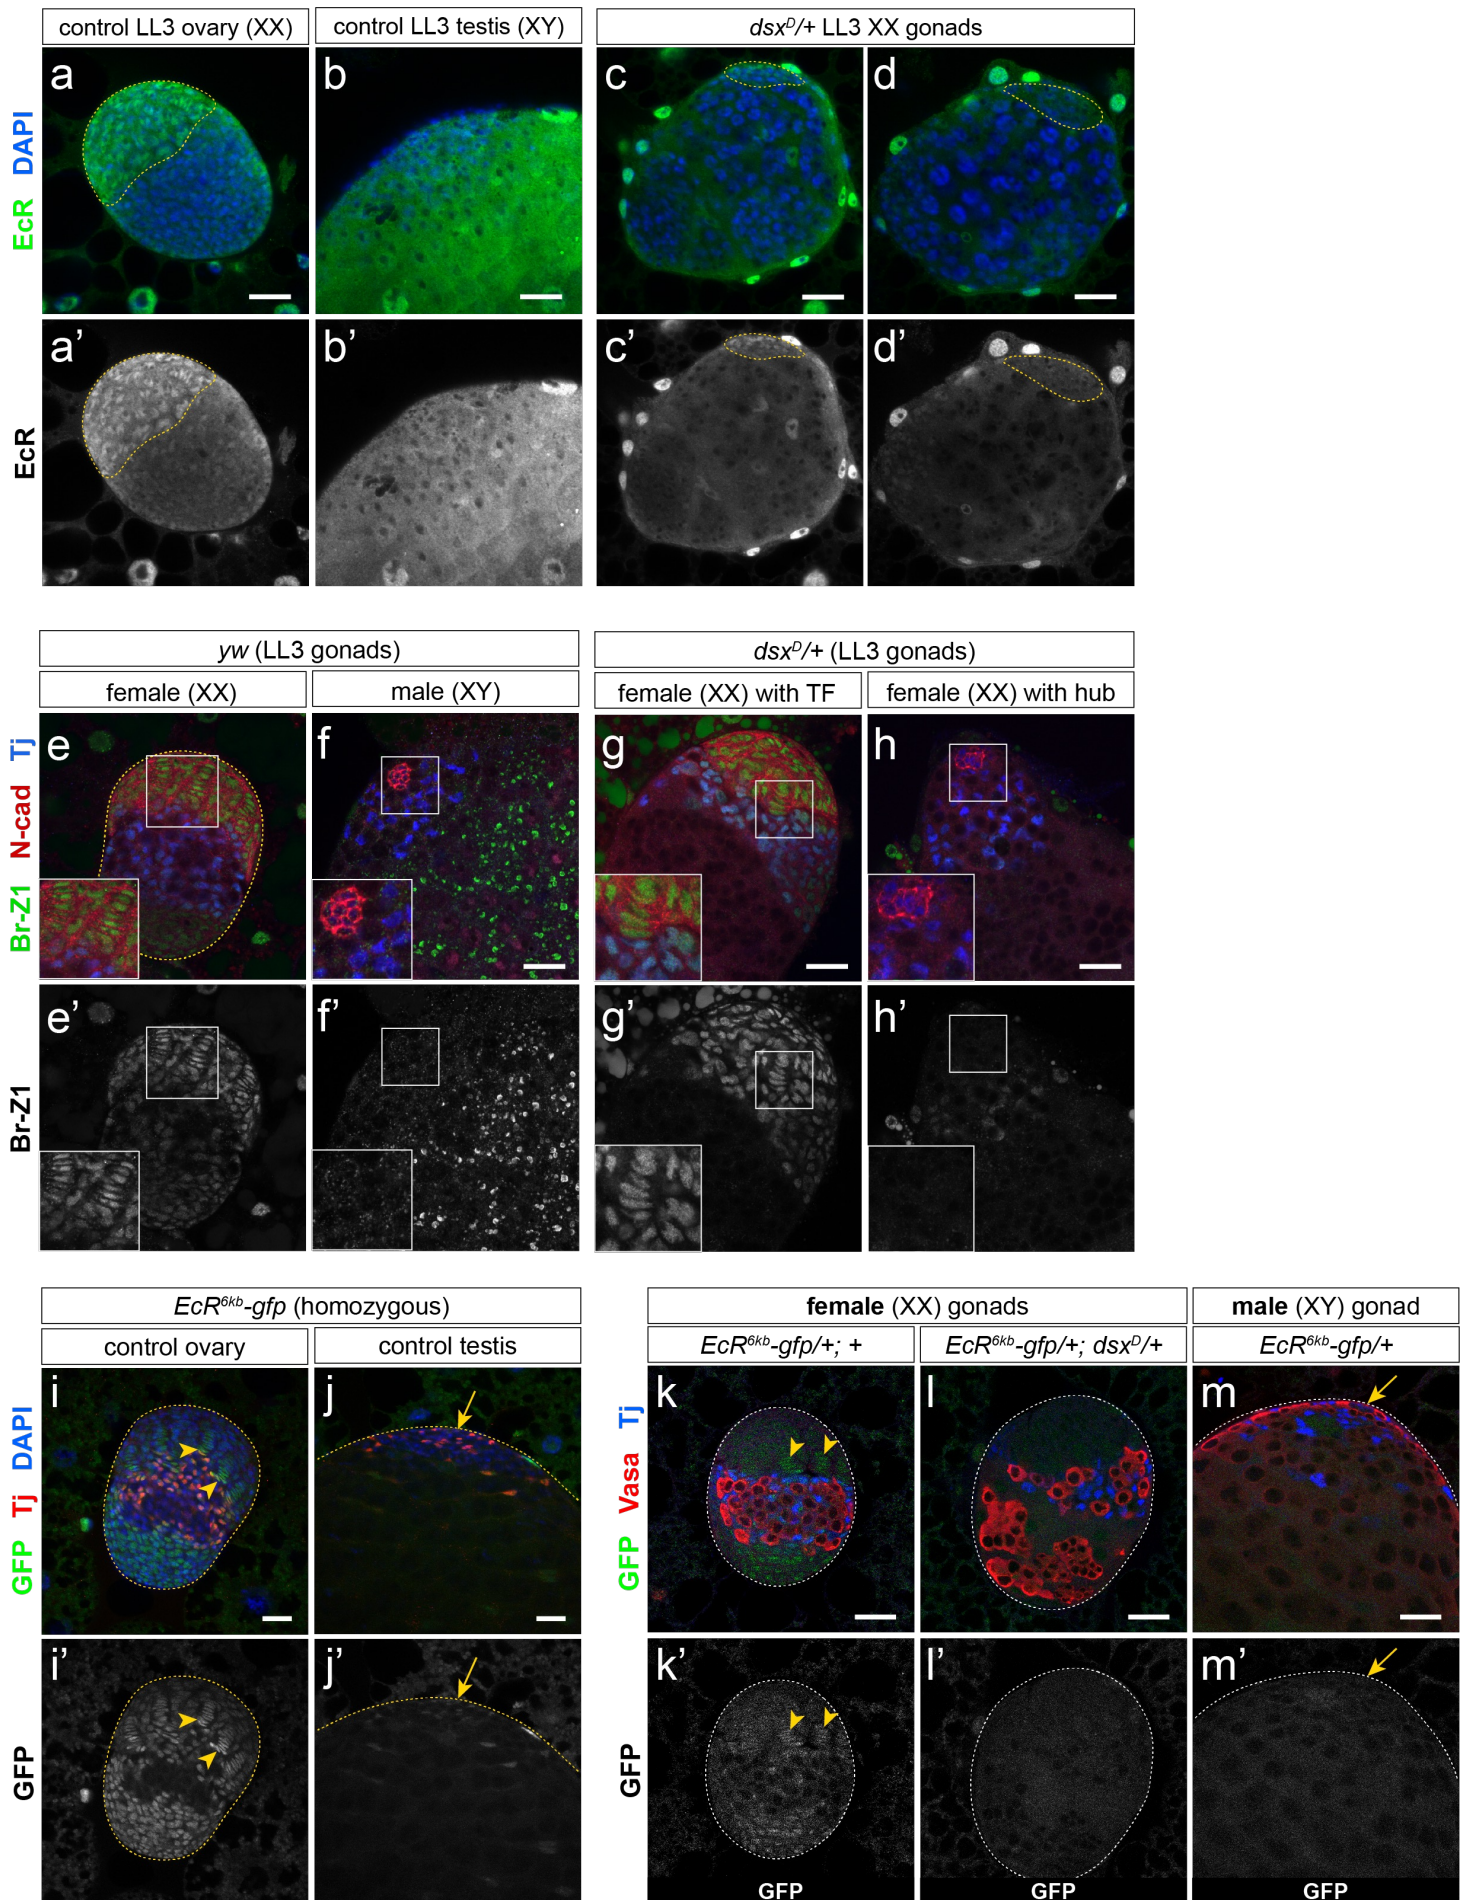 control LL3 ovary (XX)
control LL3 testis (XY)
dsxᴰ/+ LL3 XX gonads
EcR DAPI
a
b
c
d
EcR
a’
b’
c’
d’
yw (LL3 gonads)
dsxᴰ/+ (LL3 gonads)
female (XX)
male (XY)
female (XX) with TF
female (XX) with hub
Br-Z1 N-cad Tj
e
f
g
h
Br-Z1
e’
f’
g’
h’
EcR⁶ᵏᵇ-gfp (homozygous)
female (XX) gonads
male (XY) gonad
control ovary
control testis
EcR⁶ᵏᵇ-gfp/+; +
EcR⁶ᵏᵇ-gfp/+; dsxᴰ/+
EcR⁶ᵏᵇ-gfp/+
GFP Tj DAPI
i
j
GFP Vasa Tj
k
l
m
GFP
i’
j’
GFP
k’
l’
m’
GFP
GFP
GFP